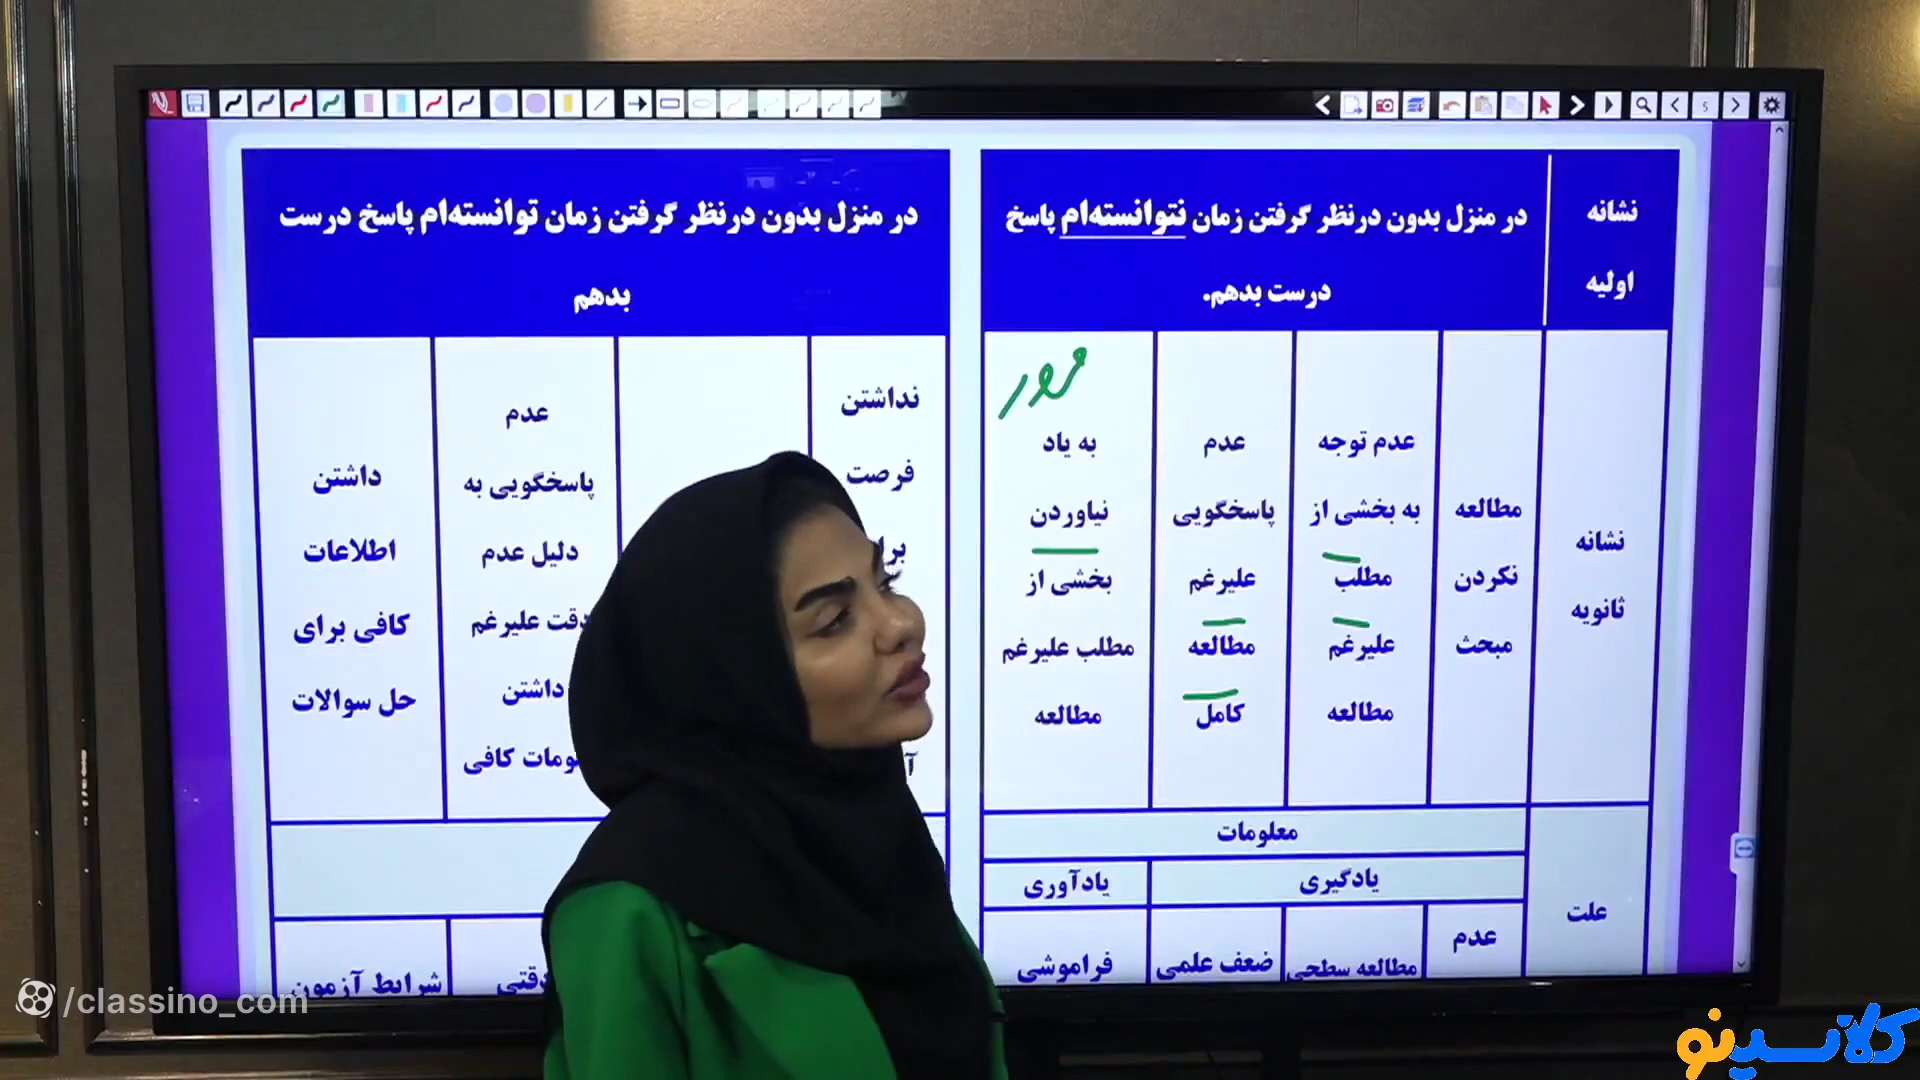 نشانه
اولیه
در منزل بدون درنظر گرفتن زمان نتوانسته‌ام پاسخ
درست بدهم.
در منزل بدون درنظر گرفتن زمان توانسته‌ام پاسخ درست
بدهم
نشانه
ثانویه
مطالعه
نکردن
مبحث
عدم توجه
به بخشی از
مطلب
علیرغم
مطالعه
عدم
پاسخگویی
علیرغم
مطالعه
کامل
مرور
به یاد
نیاوردن
بخشی از
مطلب علیرغم
مطالعه
نداشتن
فرصت
عدم
پاسخگویی به
دلیل عدم
دقت علیرغم
داشتن
کافی
داشتن
اطلاعات
کافی برای
حل سوالات
علت
معلومات
یادگیری
یادآوری
عدم
مطالعه سطحی
ضعف علمی
فراموشی
شرایط آزمون
/classino_com
کلاسینو
5